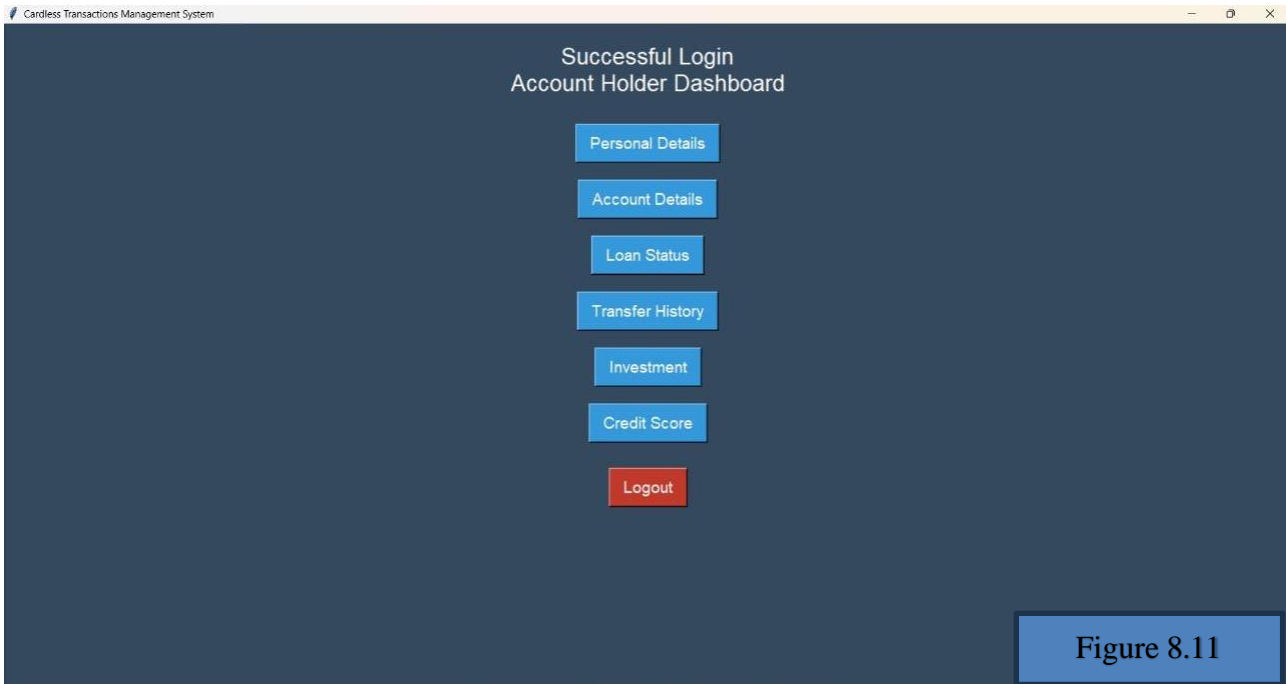 Cardless Transactions Management System
Successful Login
Account Holder Dashboard
Personal Details
Account Details
Loan Status
Transfer History
Investment
Credit Score
Logout
Figure 8.11